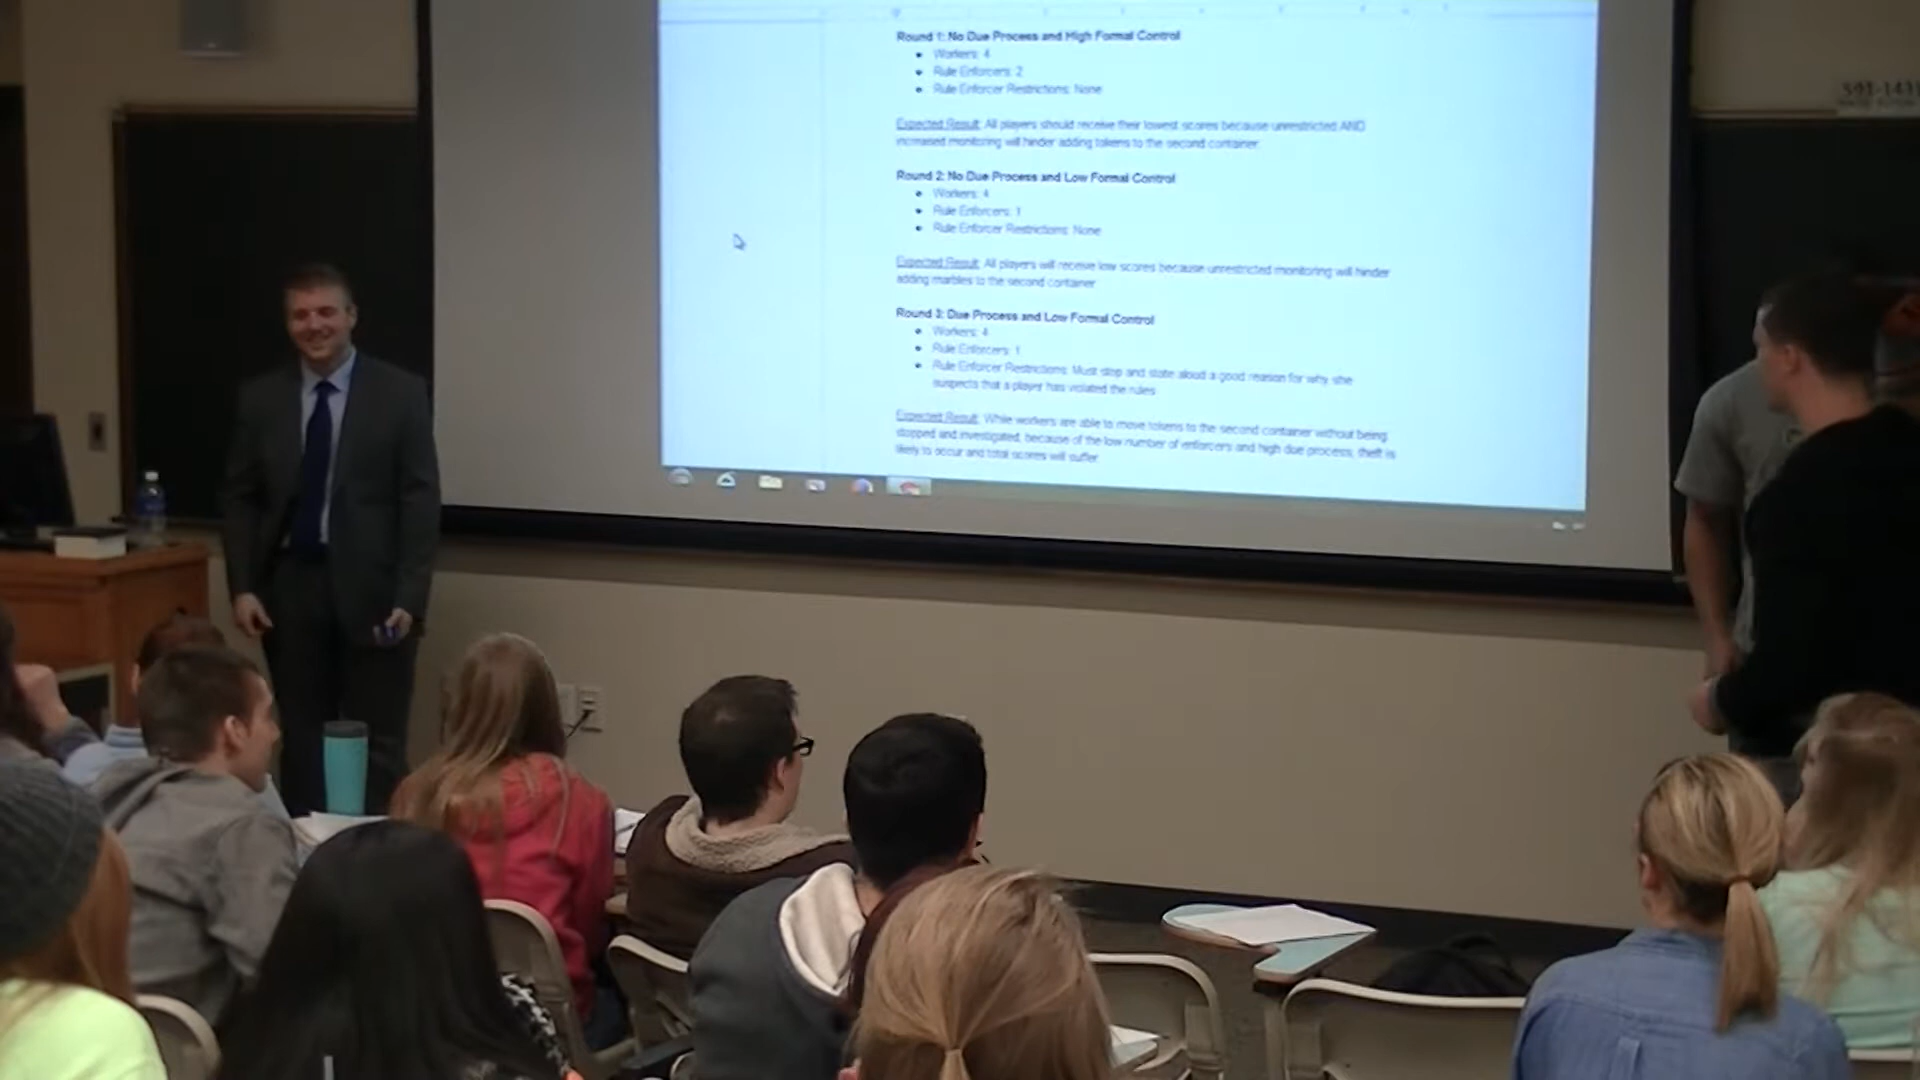 Round 1: No Due Process and High Formal Control
• Workers: 4
• Rule Enforcers: 2
• Rule Enforcer Restrictions: None
Expected Result: All players should receive their lowest scores because unrestricted AND
increased monitoring will hinder adding tokens to the second container.
Round 2: No Due Process and Low Formal Control
• Workers: 4
• Rule Enforcers: 1
• Rule Enforcer Restrictions: None
Expected Result: All players will receive low scores because unrestricted monitoring will hinder
adding marbles to the second container
Round 3: Due Process and Low Formal Control
• Workers: 4
• Rule Enforcers: 1
• Rule Enforcer Restrictions: Must stop and state aloud a good reason for why she
suspects that a player has violated the rules
Expected Result: While workers are able to move tokens to the second container without being
stopped and investigated, because of the low number of enforcers and high due process, theft is
likely to occur and total scores will suffer.